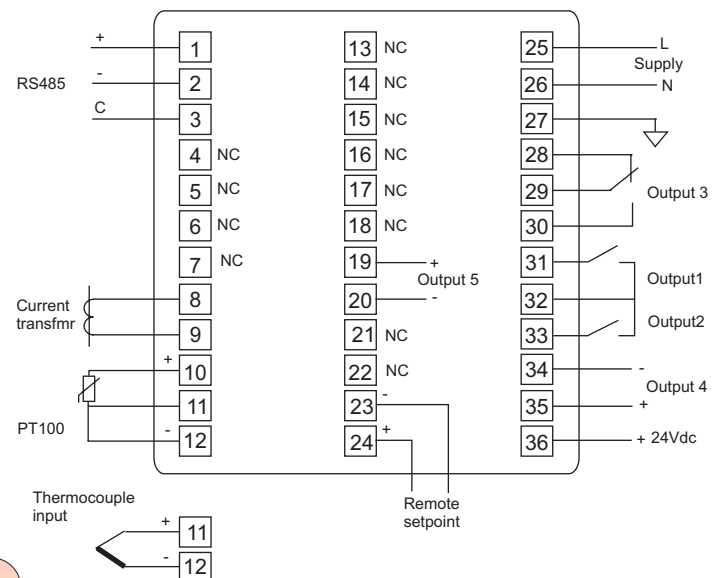 + 1 13 NC 25 L
Supply
RS485 - 2 14 NC 26 N
C 3 15 NC 27
4 NC 16 NC 28
5 NC 17 NC 29 Output 3
6 NC 18 NC 30
7 NC 19 + 31
Output 5 Output1
Current transfmr 8 20 - 32
9 21 NC 33 Output2
+ 10 22 NC 34 -
Output 4
PT100 11 23 - 35 +
- 12 24 + 36 + 24Vdc
Thermocouple
input
Remote
setpoint
+ 11
- 12